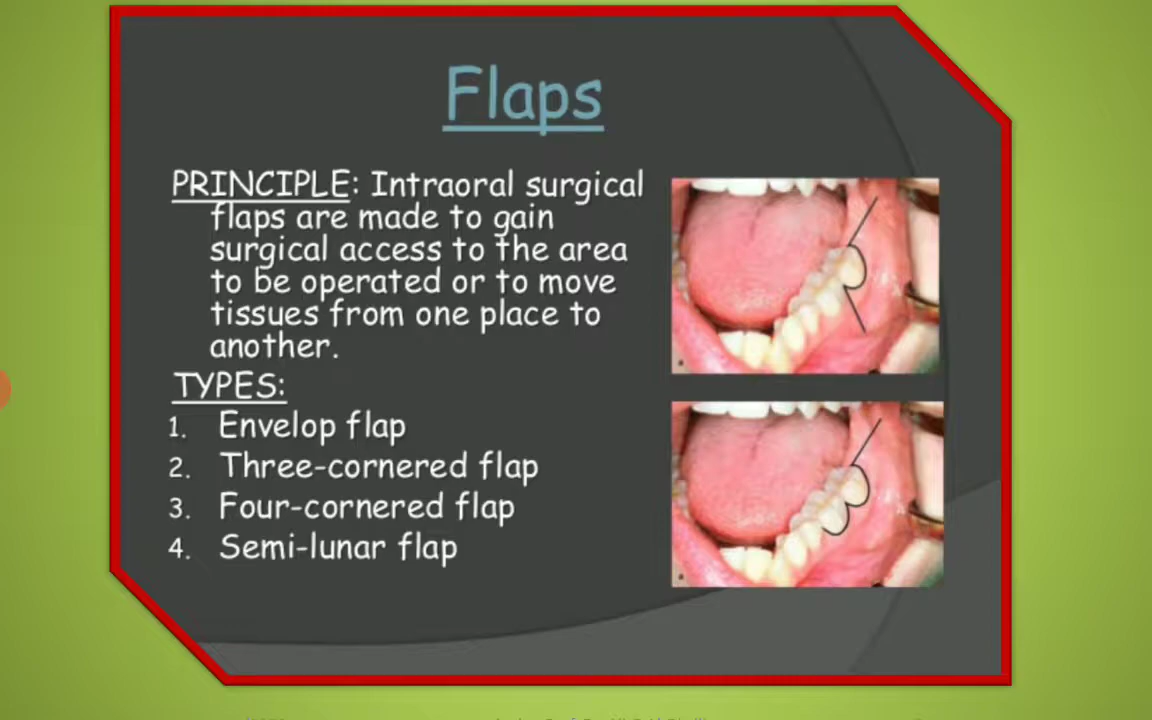 Flaps
PRINCIPLE: Intraoral surgical
flaps are made to gain
surgical access to the area
to be operated or to move
tissues from one place to
another.
TYPES:
1. Envelop flap
2. Three-cornered flap
3. Four-cornered flap
4. Semi-lunar flap